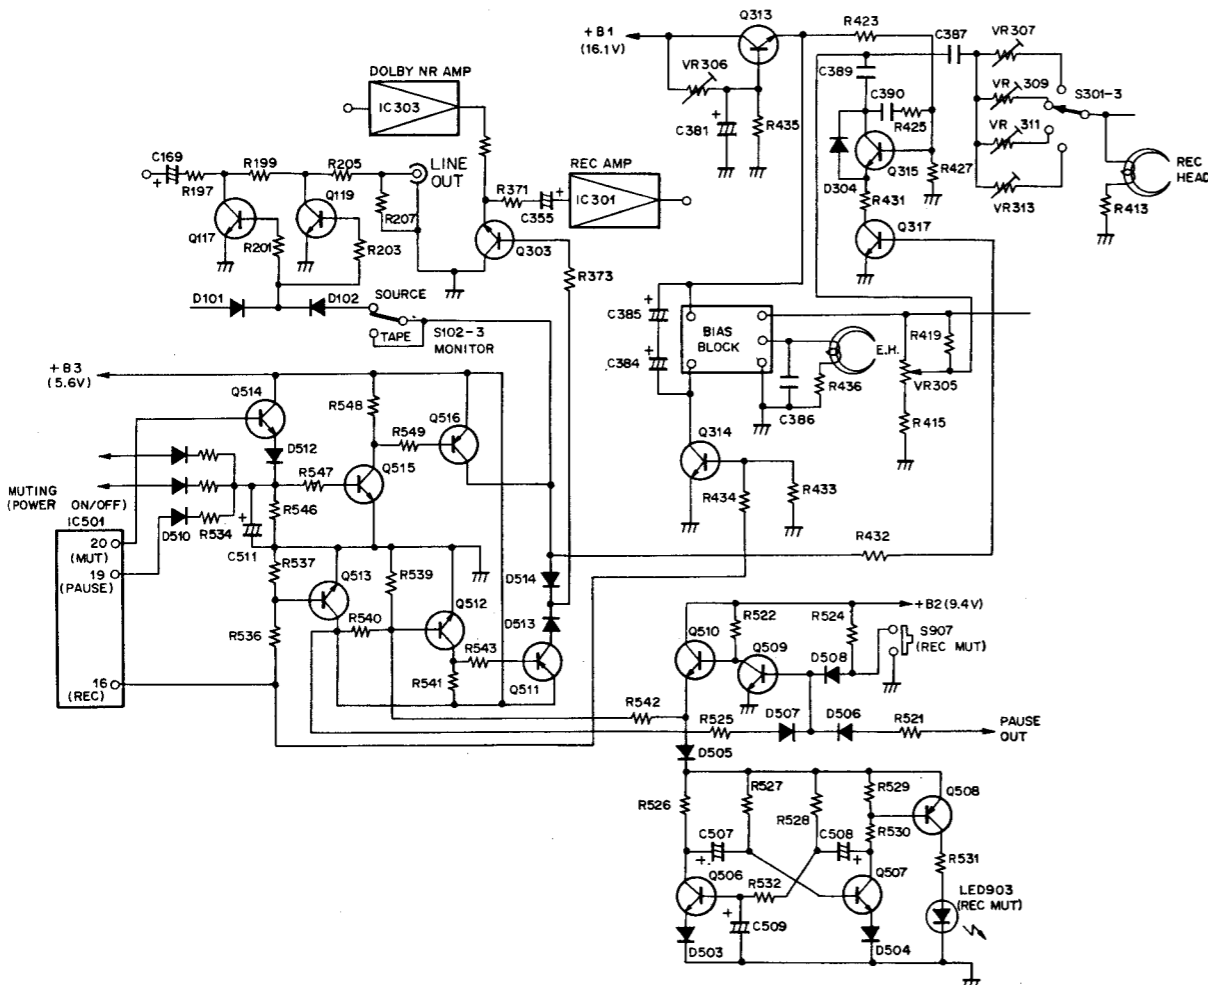 +B1
(16.1V)
Q313
R423
C387
VR307
VR306
C389
C390
R425
VR 309
S301-3
VR 311
DOLBY NR AMP
IC303
C381
R435
Q315
R427
VR313
REC
HEAD
R413
C169
R197
R199
R205
LINE
OUT
R371
C355
REC AMP
IC301
D304
R431
Q317
Q117
R201
Q119
R203
R207
Q303
R373
D101
D102
SOURCE
TAPE
S102-3
MONITOR
C385
C384
BIAS
BLOCK
E.H.
C386
R436
R419
VR305
R415
+B3
(5.6V)
Q514
R548
Q516
R549
D512
R547
Q515
Q314
R434
R433
MUTING
(POWER ON/OFF)
IC501
D510
R534
C511
R546
20
(MUT)
19
(PAUSE)
R537
Q513
R539
R432
D514
R536
R540
Q512
D513
16
(REC)
R543
R541
Q511
+B2(9.4V)
Q510
R522
Q509
R524
D508
S907
(REC MUT)
R542
R525
D507
D506
R521
PAUSE
OUT
D505
R526
R527
R528
R529
Q508
R530
C507
+
C508
+
R531
Q506
R532
Q507
LED903
(REC MUT)
+
C509
D503
D504